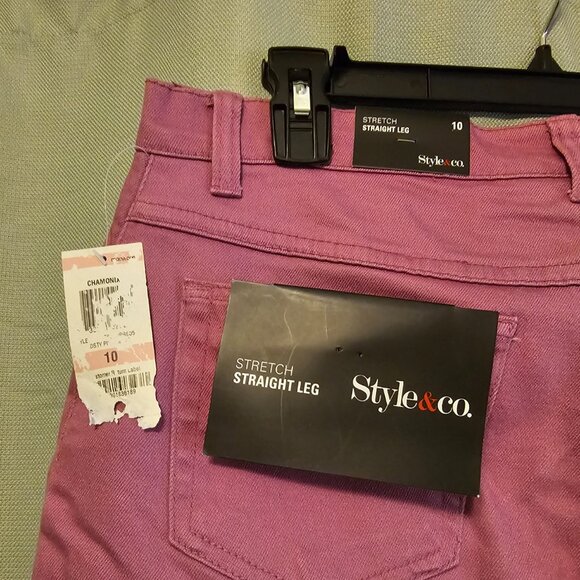 STRETCH
STRAIGHT LEG
10
Style&co.
CHAMONIX
10
STRETCH
STRAIGHT LEG
Style&co.